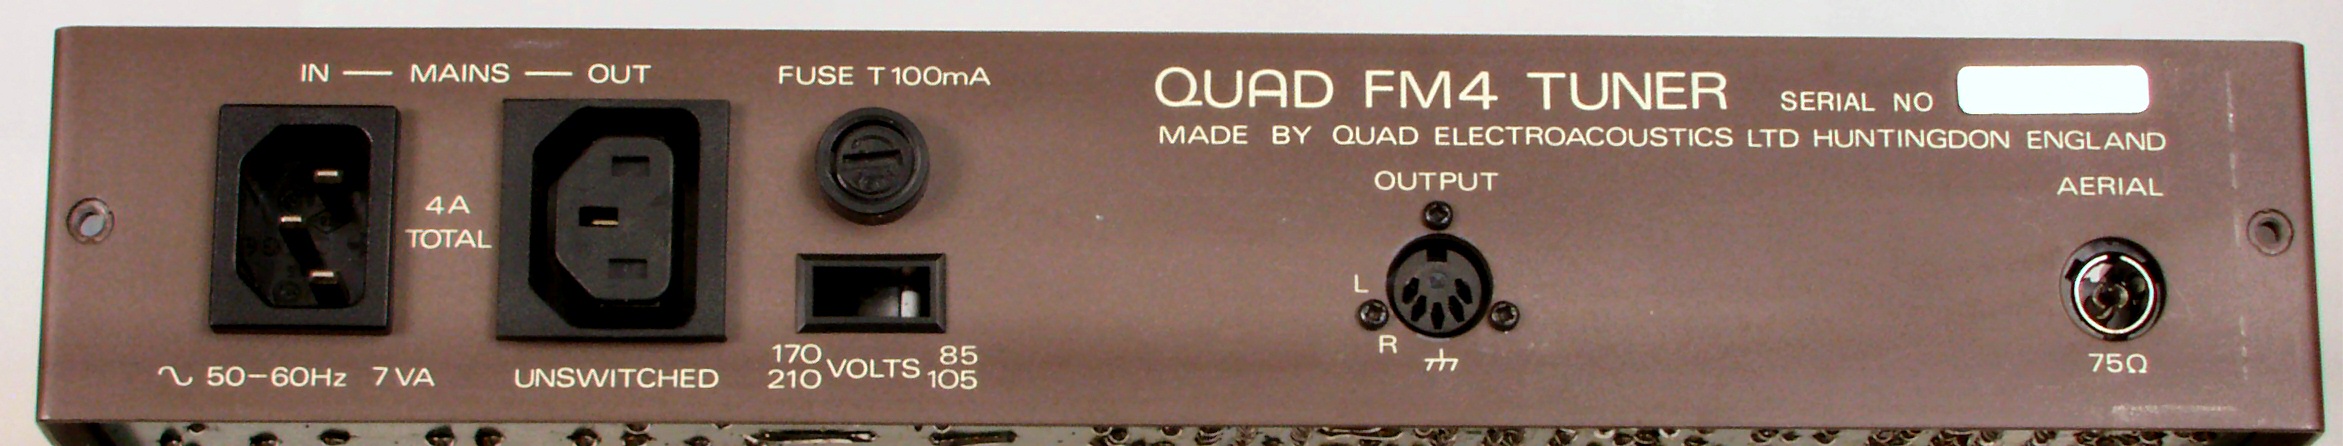 IN — MAINS — OUT
FUSE T100mA
QUAD FM4 TUNER SERIAL NO
MADE BY QUAD ELECTROACOUSTICS LTD HUNTINGDON ENGLAND
OUTPUT
AERIAL
4A
TOTAL
L
R
∿ 50–60Hz 7VA
UNSWITCHED
170 VOLTS 85
210 105
75Ω